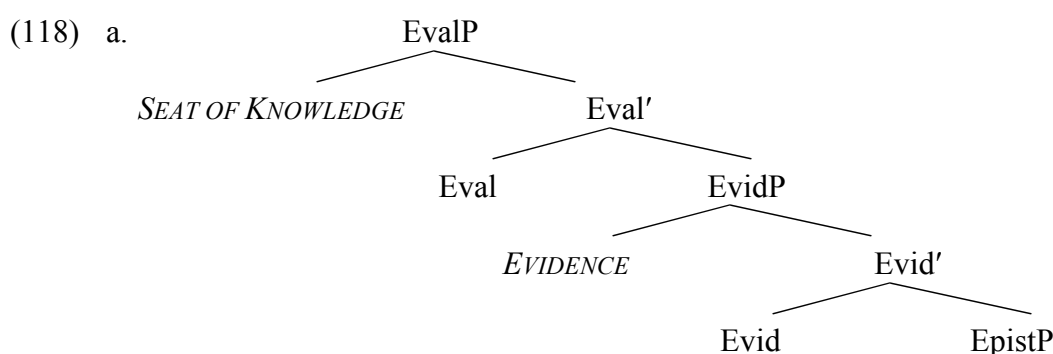 (118) a. EvalP
SEAT OF KNOWLEDGE Eval′
Eval EvidP
EVIDENCE Evid′
Evid EpistP